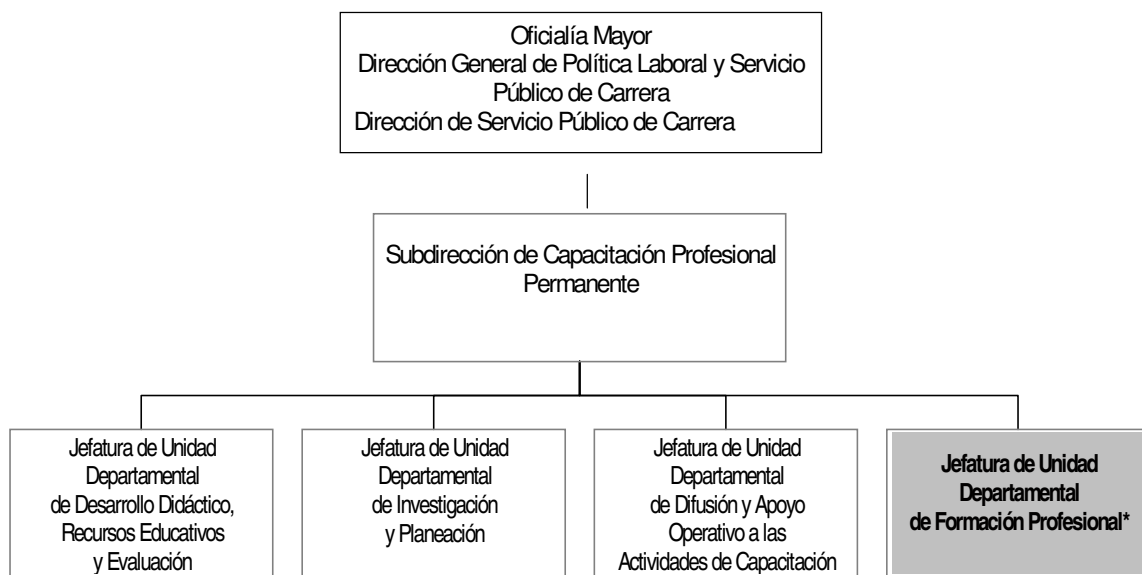 Oficialía Mayor
Dirección General de Política Laboral y Servicio
Público de Carrera
Dirección de Servicio Público de Carrera
Subdirección de Capacitación Profesional
Permanente
Jefatura de Unidad
Departamental
de Desarrollo Didáctico,
Recursos Educativos
y Evaluación
Jefatura de Unidad
Departamental
de Investigación
y Planeación
Jefatura de Unidad
Departamental
de Difusión y Apoyo
Operativo a las
Actividades de Capacitación
Jefatura de Unidad
Departamental
de Formación Profesional*